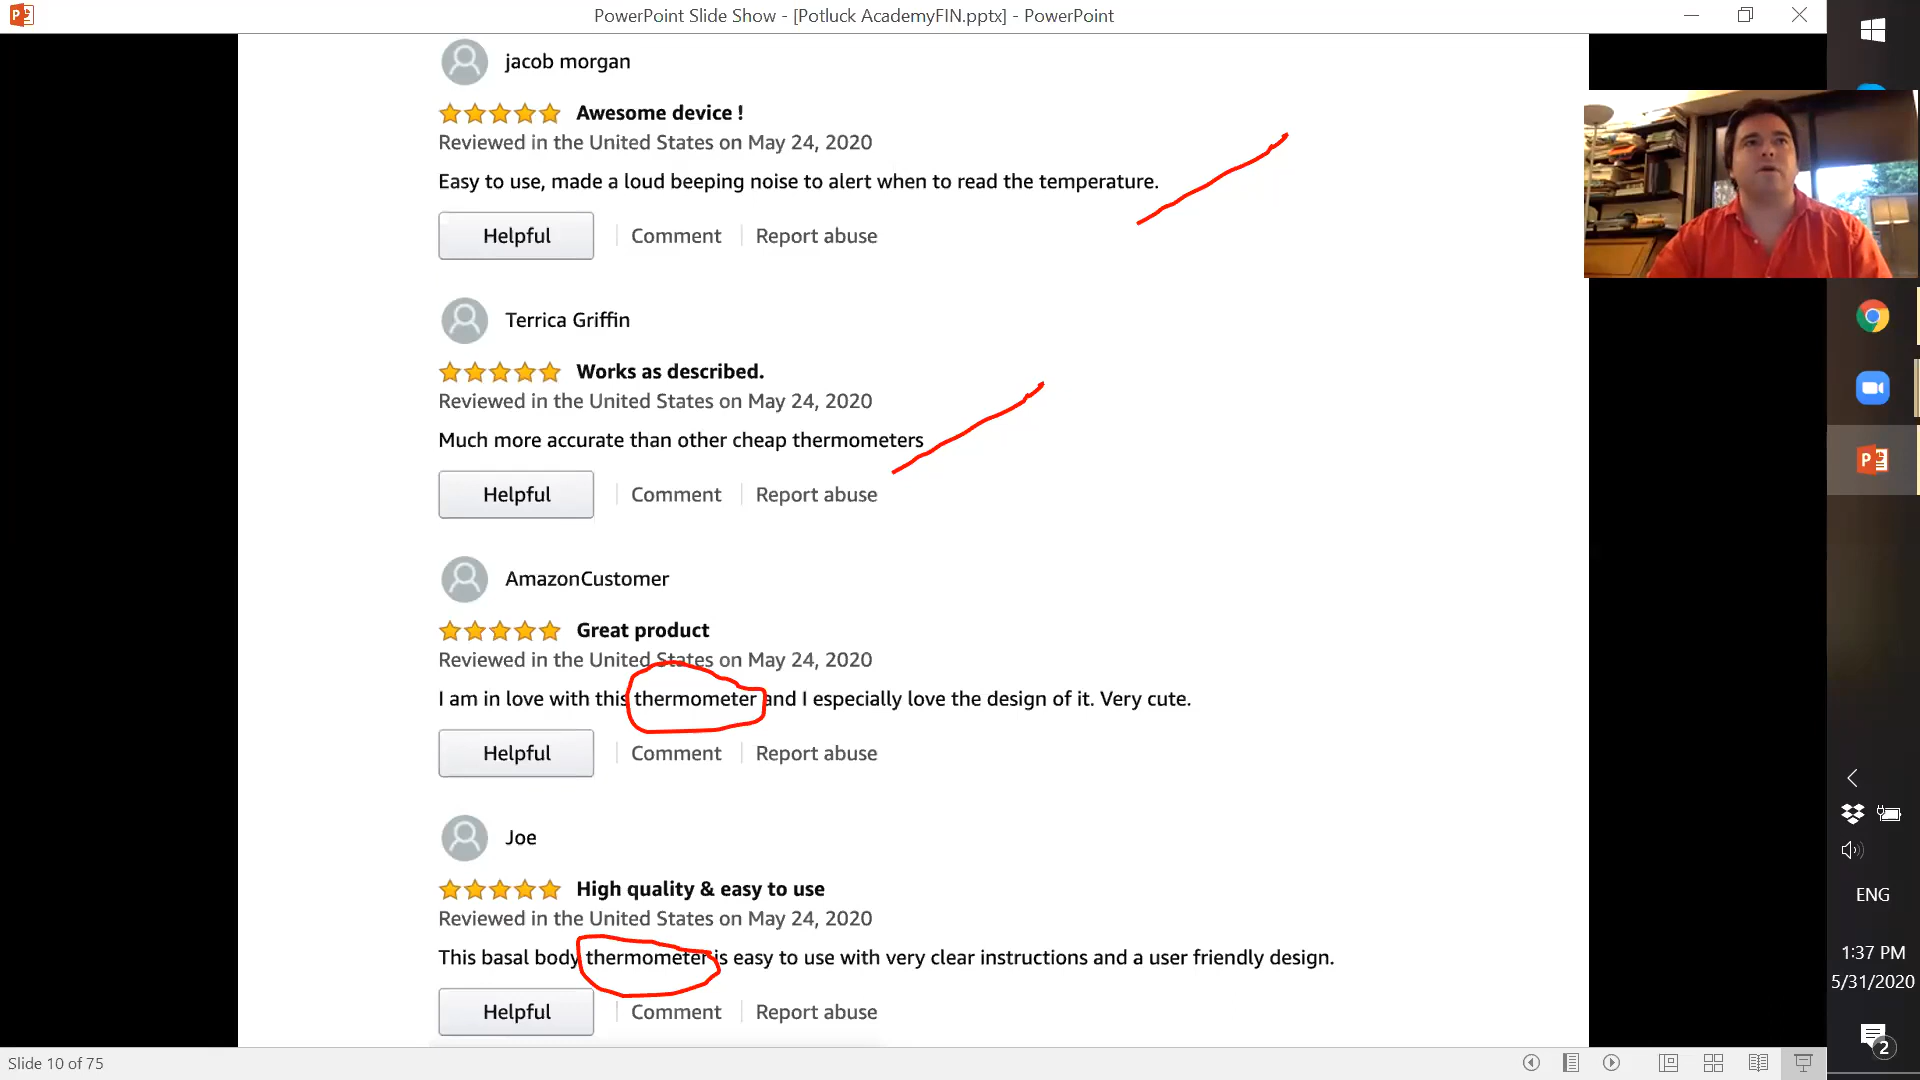 PowerPoint Slide Show - [Potluck AcademyFIN.pptx] - PowerPoint
jacob morgan
Awesome device !
Reviewed in the United States on May 24, 2020
Easy to use, made a loud beeping noise to alert when to read the temperature.
Helpful Comment Report abuse
Terrica Griffin
Works as described.
Reviewed in the United States on May 24, 2020
Much more accurate than other cheap thermometers
Helpful Comment Report abuse
AmazonCustomer
Great product
Reviewed in the United States on May 24, 2020
I am in love with this thermometer and I especially love the design of it. Very cute.
Helpful Comment Report abuse
Joe
High quality & easy to use
Reviewed in the United States on May 24, 2020
This basal body thermometer is easy to use with very clear instructions and a user friendly design.
Helpful Comment Report abuse
Slide 10 of 75
ENG
1:37 PM
5/31/2020
2